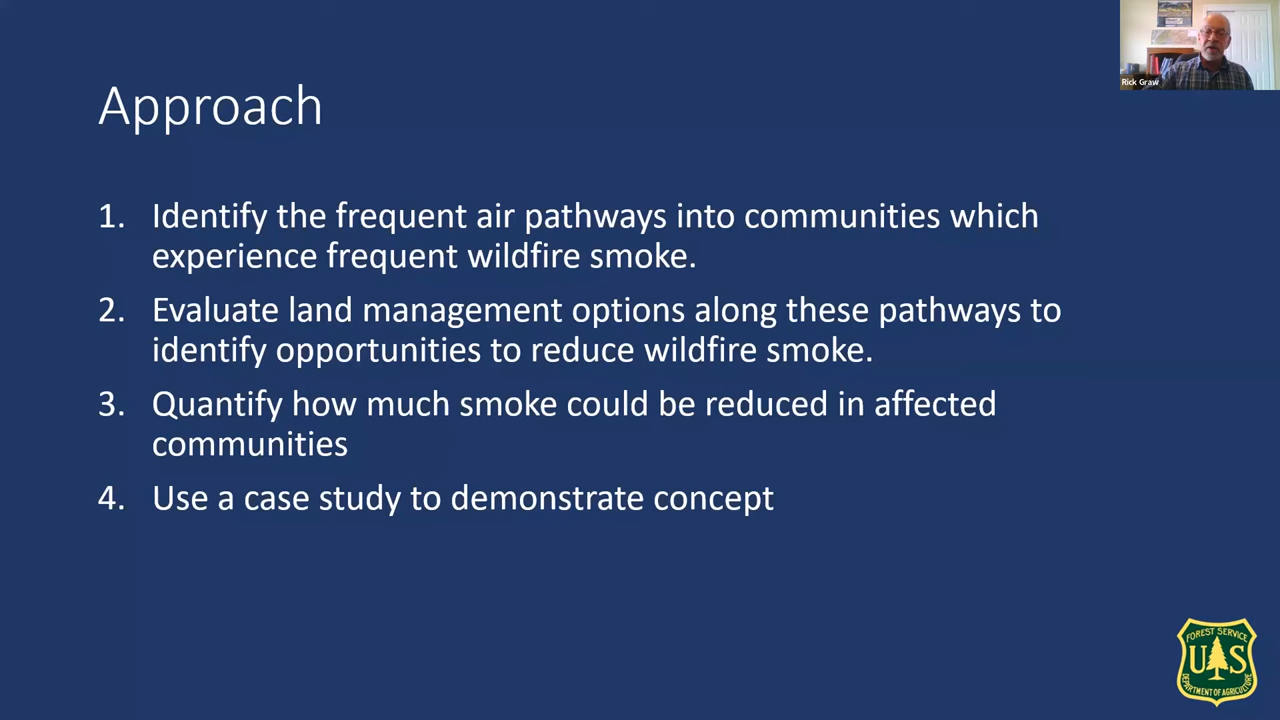 Approach
Rick Graw
1. Identify the frequent air pathways into communities which
experience frequent wildfire smoke.
2. Evaluate land management options along these pathways to
identify opportunities to reduce wildfire smoke.
3. Quantify how much smoke could be reduced in affected
communities
4. Use a case study to demonstrate concept
FOREST SERVICE
U S
DEPARTMENT OF AGRICULTURE